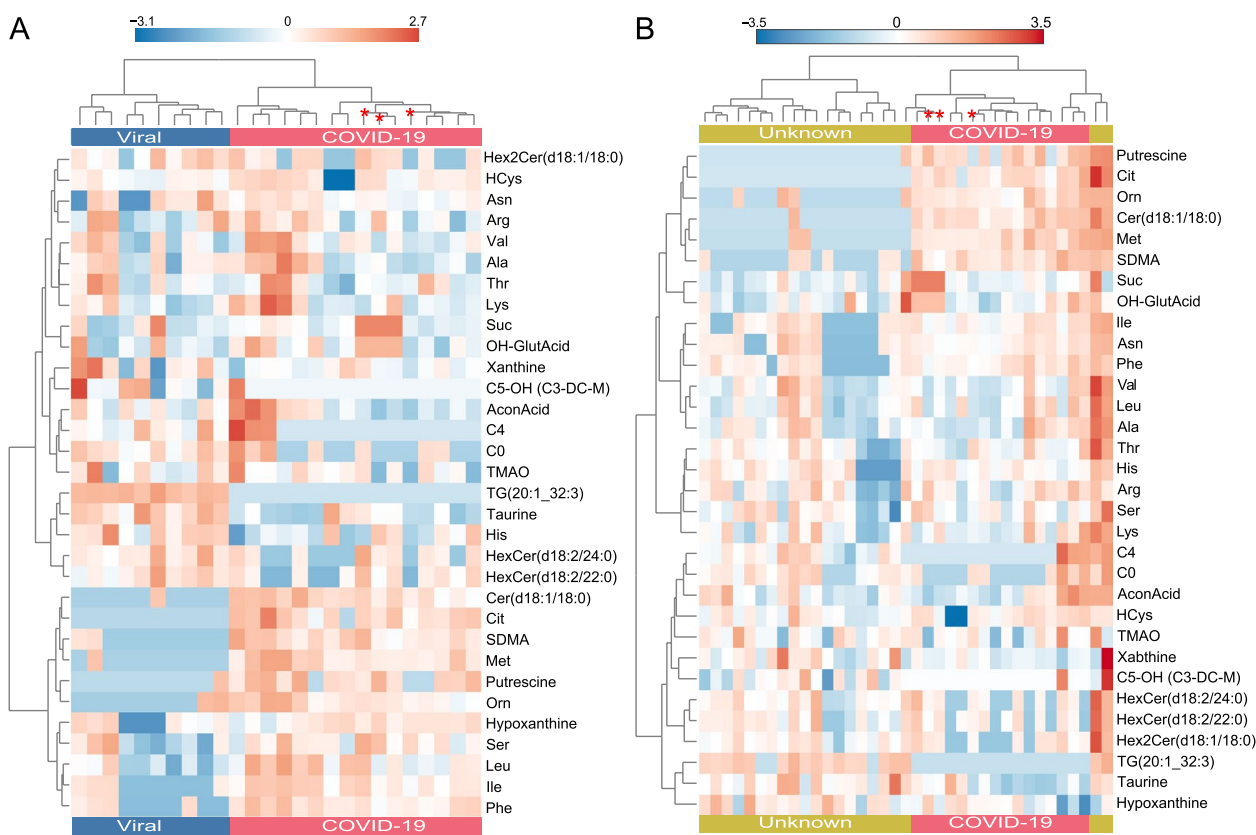 A
−3.1 0 2.7
* * *
Viral COVID-19
Hex2Cer(d18:1/18:0)
HCys
Asn
Arg
Val
Ala
Thr
Lys
Suc
OH-GlutAcid
Xanthine
C5-OH (C3-DC-M)
AconAcid
C4
C0
TMAO
TG(20:1_32:3)
Taurine
His
HexCer(d18:2/24:0)
HexCer(d18:2/22:0)
Cer(d18:1/18:0)
Cit
SDMA
Met
Putrescine
Orn
Hypoxanthine
Ser
Leu
Ile
Phe
Viral COVID-19
B
−3.5 0 3.5
** *
Unknown COVID-19
Putrescine
Cit
Orn
Cer(d18:1/18:0)
Met
SDMA
Suc
OH-GlutAcid
Ile
Asn
Phe
Val
Leu
Ala
Thr
His
Arg
Ser
Lys
C4
C0
AconAcid
HCys
TMAO
Xabthine
C5-OH (C3-DC-M)
HexCer(d18:2/24:0)
HexCer(d18:2/22:0)
Hex2Cer(d18:1/18:0)
TG(20:1_32:3)
Taurine
Hypoxanthine
Unknown COVID-19